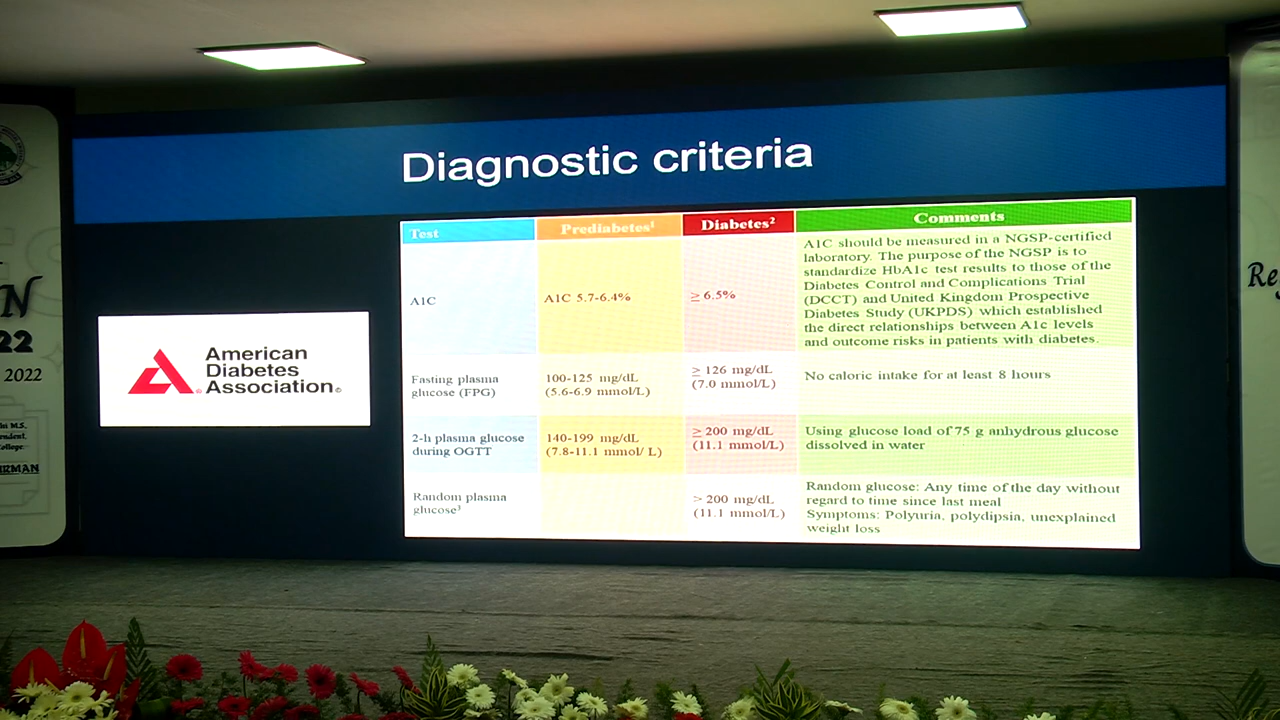 Diagnostic criteria
American
Diabetes
Association
Test
Prediabetes¹
Diabetes²
Comments
A1C
A1C 5.7-6.4%
≥ 6.5%
A1C should be measured in a NGSP-certified
laboratory. The purpose of the NGSP is to
standardize HbA1c test results to those of the
Diabetes Control and Complications Trial
(DCCT) and United Kingdom Prospective
Diabetes Study (UKPDS) which established
the direct relationships between A1c levels
and outcome risks in patients with diabetes.
Fasting plasma
glucose (FPG)
100-125 mg/dL
(5.6-6.9 mmol/L)
≥ 126 mg/dL
(7.0 mmol/L)
No caloric intake for at least 8 hours
2-h plasma glucose
during OGTT
140-199 mg/dL
(7.8-11.1 mmol/ L)
≥ 200 mg/dL
(11.1 mmol/L)
Using glucose load of 75 g anhydrous glucose
dissolved in water
Random plasma
glucose³
> 200 mg/dL
(11.1 mmol/L)
Random glucose: Any time of the day without
regard to time since last meal
Symptoms: Polyuria, polydipsia, unexplained
weight loss
N
22
2022
M.S.
College.